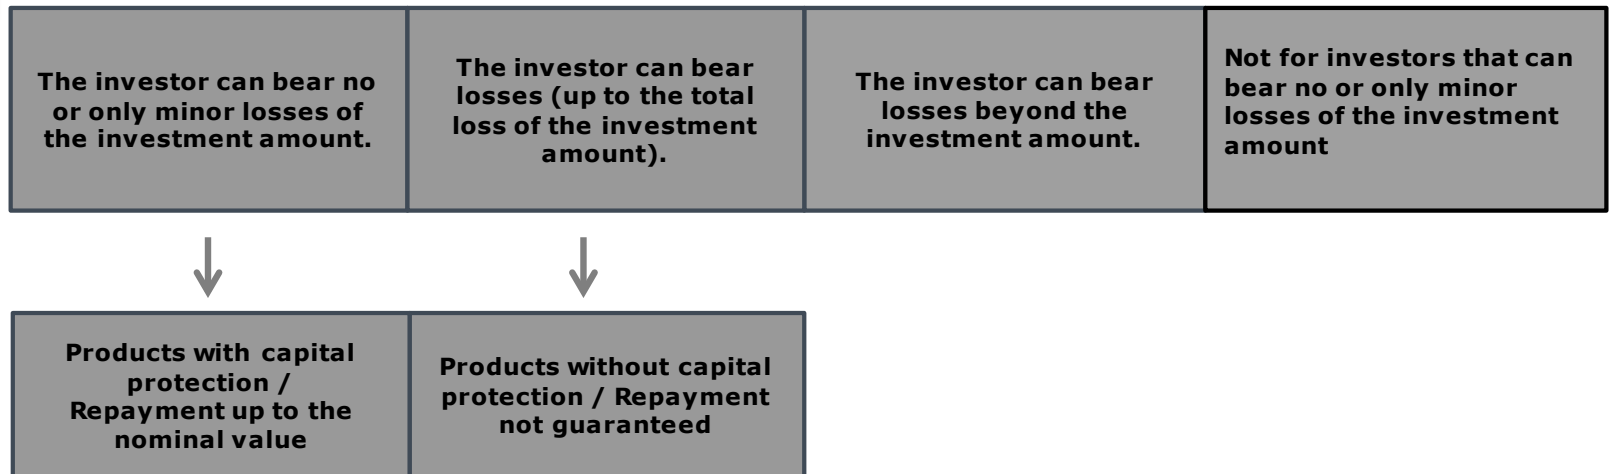 The investor can bear no
or only minor losses of
the investment amount.
The investor can bear
losses (up to the total
loss of the investment
amount).
The investor can bear
losses beyond the
investment amount.
Not for investors that can
bear no or only minor
losses of the investment
amount
Products with capital
protection /
Repayment up to the
nominal value
Products without capital
protection / Repayment
not guaranteed